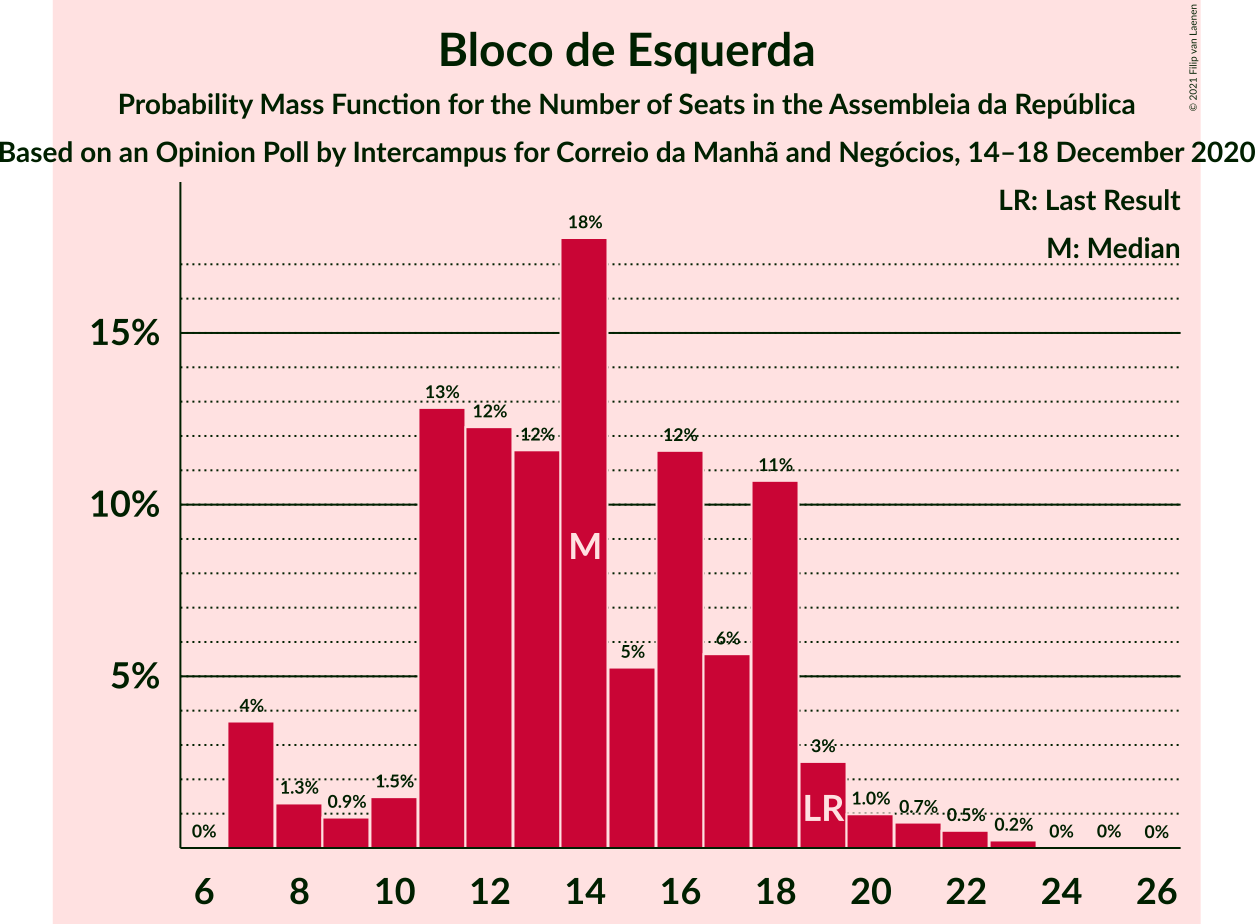 Bloco de Esquerda
Probability Mass Function for the Number of Seats in the Assembleia da República
Based on an Opinion Poll by Intercampus for Correio da Manhã and Negócios, 14–18 December 2020
© 2021 Filip van Laenen
LR: Last Result
M: Median
15%
10%
5%
0%
4%
1.3%
0.9%
1.5%
13%
12%
12%
18%
5%
12%
6%
11%
3%
1.0%
0.7%
0.5%
0.2%
0%
0%
0%
M
LR
6 8 10 12 14 16 18 20 22 24 26